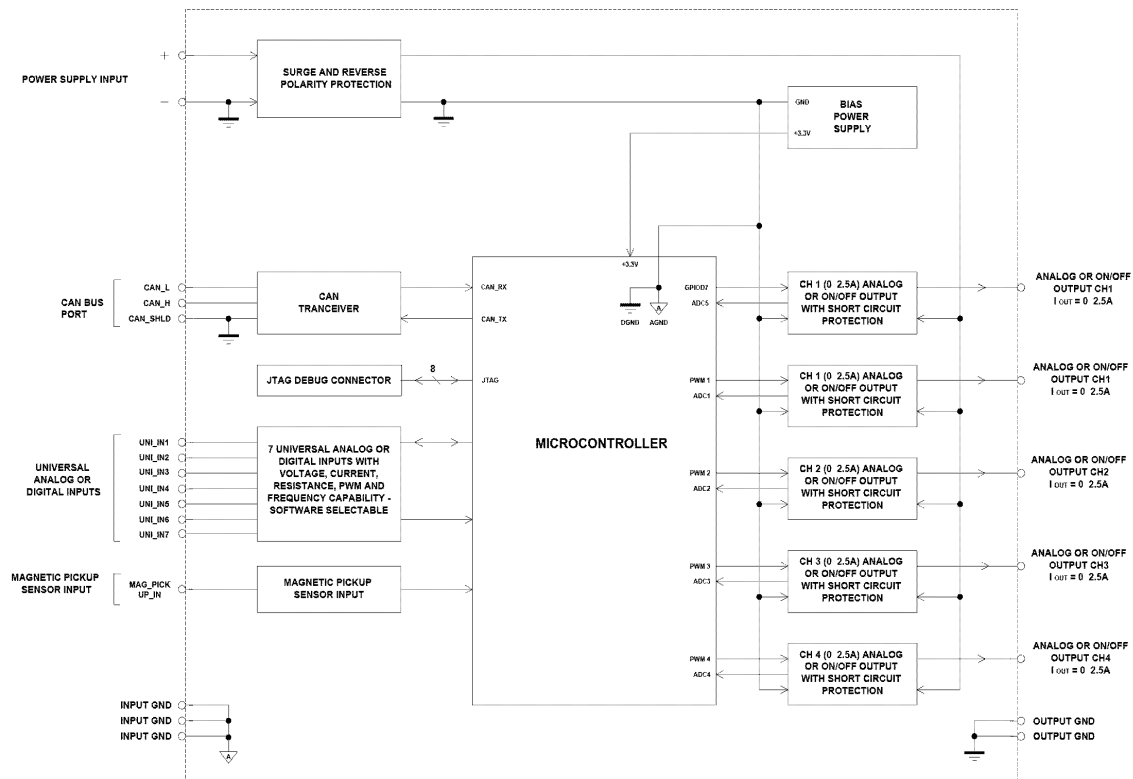 POWER SUPPLY INPUT
+
–
SURGE AND REVERSE
POLARITY PROTECTION
GND
+3.3V
BIAS
POWER
SUPPLY
CAN BUS
PORT
CAN_L
CAN_H
CAN_SHLD
CAN
TRANCEIVER
CAN_RX
CAN_TX
JTAG DEBUG CONNECTOR
8
JTAG
UNIVERSAL
ANALOG OR
DIGITAL INPUTS
UNI_IN1
UNI_IN2
UNI_IN3
UNI_IN4
UNI_IN5
UNI_IN6
UNI_IN7
7 UNIVERSAL ANALOG OR
DIGITAL INPUTS WITH
VOLTAGE, CURRENT,
RESISTANCE, PWM AND
FREQUENCY CAPABILITY -
SOFTWARE SELECTABLE
MAGNETIC PICKUP
SENSOR INPUT
MAG_PICK
UP_IN
MAGNETIC PICKUP
SENSOR INPUT
INPUT GND
INPUT GND
INPUT GND
A
MICROCONTROLLER
+3.3V
DGND
A
AGND
GPIOD7
ADC5
CH 1 (0 2.5A) ANALOG
OR ON/OFF OUTPUT
WITH SHORT CIRCUIT
PROTECTION
ANALOG OR ON/OFF
OUTPUT CH1
I OUT = 0 2.5A
PWM 1
ADC1
CH 1 (0 2.5A) ANALOG
OR ON/OFF OUTPUT
WITH SHORT CIRCUIT
PROTECTION
ANALOG OR ON/OFF
OUTPUT CH1
I OUT = 0 2.5A
PWM 2
ADC2
CH 2 (0 2.5A) ANALOG
OR ON/OFF OUTPUT
WITH SHORT CIRCUIT
PROTECTION
ANALOG OR ON/OFF
OUTPUT CH2
I OUT = 0 2.5A
PWM 3
ADC3
CH 3 (0 2.5A) ANALOG
OR ON/OFF OUTPUT
WITH SHORT CIRCUIT
PROTECTION
ANALOG OR ON/OFF
OUTPUT CH3
I OUT = 0 2.5A
PWM 4
ADC4
CH 4 (0 2.5A) ANALOG
OR ON/OFF OUTPUT
WITH SHORT CIRCUIT
PROTECTION
ANALOG OR ON/OFF
OUTPUT CH4
I OUT = 0 2.5A
OUTPUT GND
OUTPUT GND